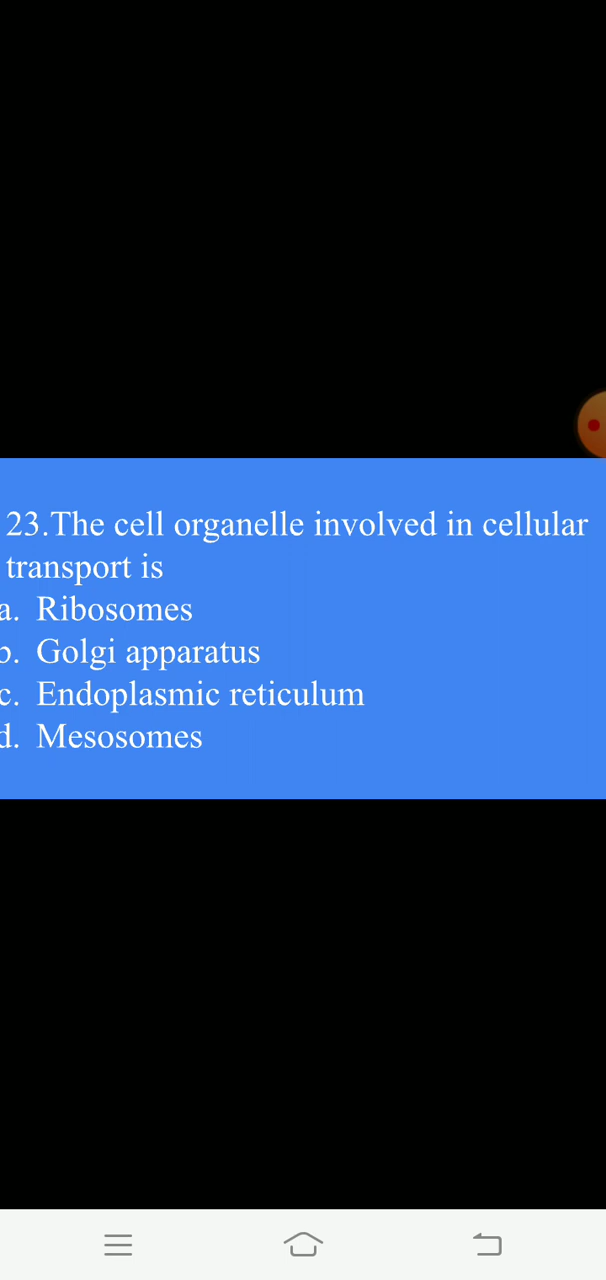 23.The cell organelle involved in cellular
transport is
a. Ribosomes
b. Golgi apparatus
c. Endoplasmic reticulum
d. Mesosomes